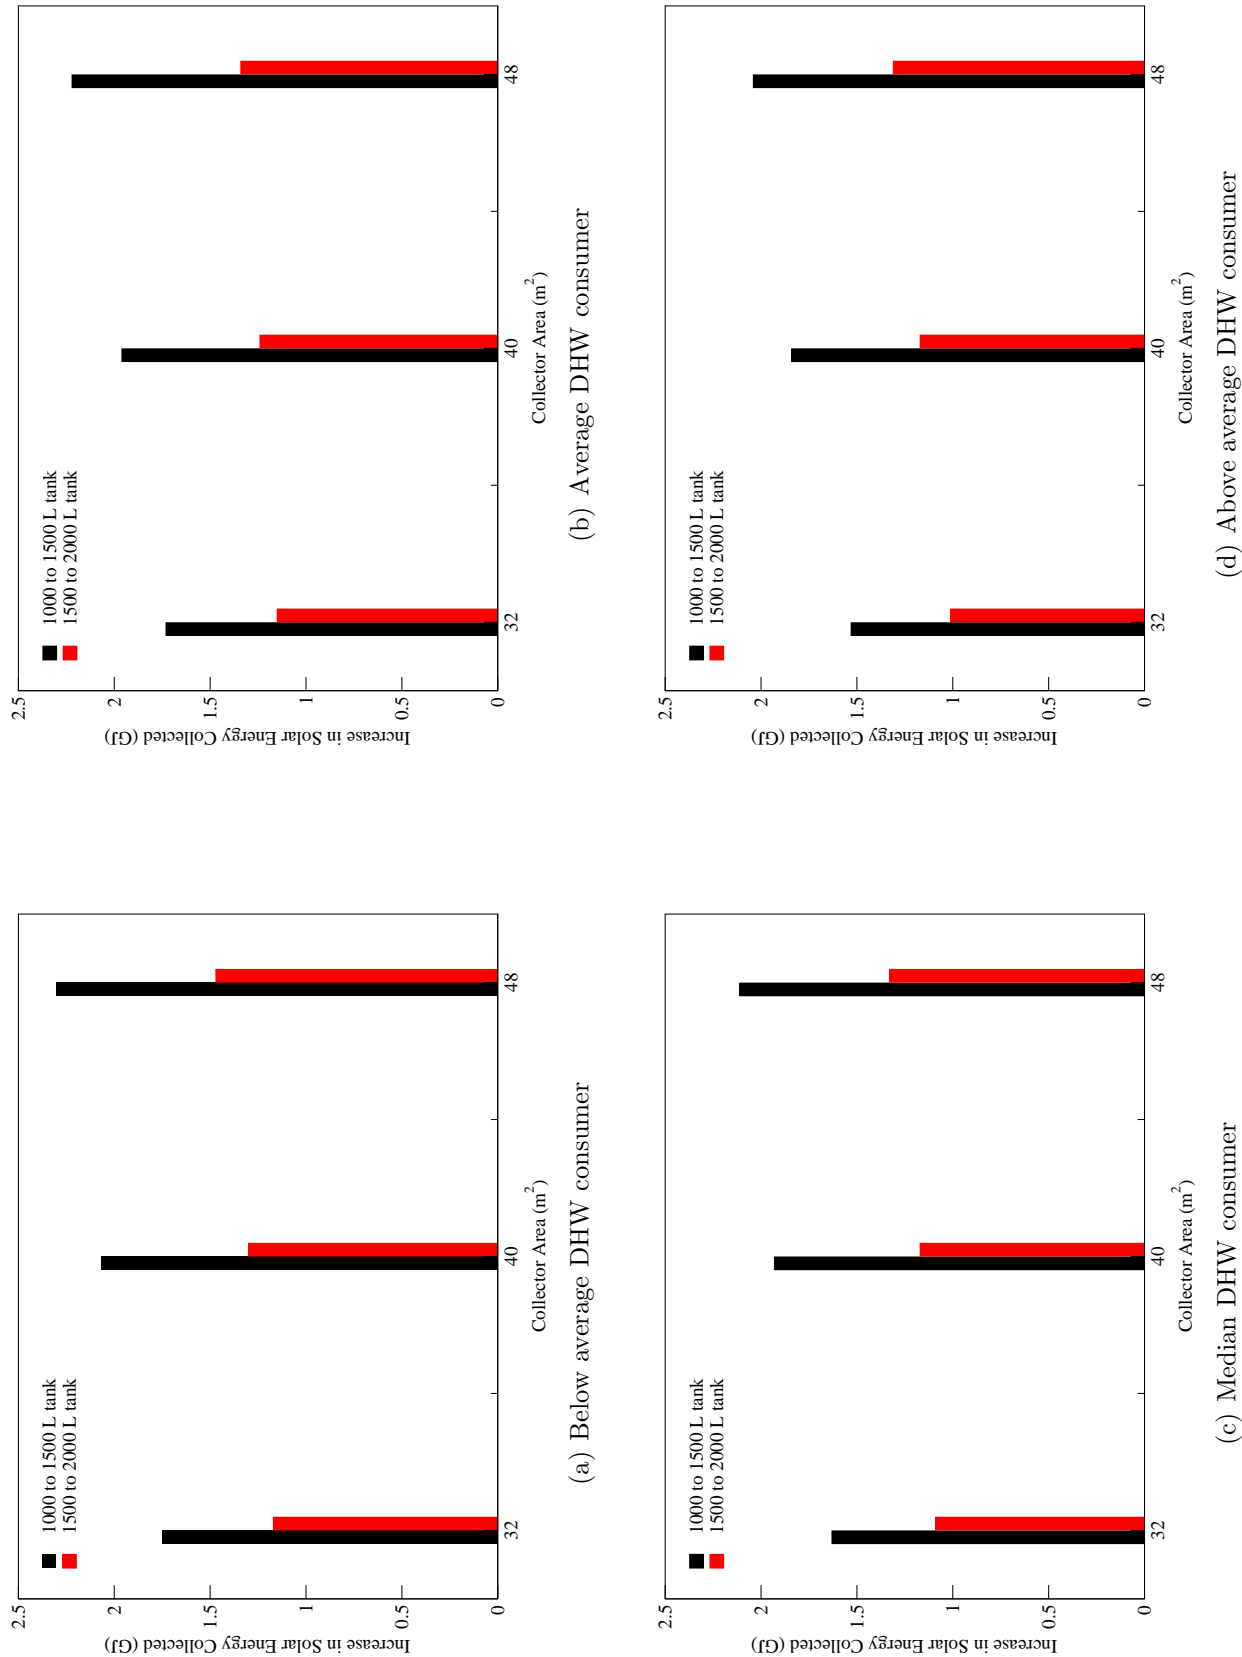 2.5
2
1.5
1
0.5
0
Increase in Solar Energy Collected (GJ)
1000 to 1500 L tank
1500 to 2000 L tank
32
40
48
Collector Area (m²)
(a) Below average DHW consumer
2.5
2
1.5
1
0.5
0
Increase in Solar Energy Collected (GJ)
1000 to 1500 L tank
1500 to 2000 L tank
32
40
48
Collector Area (m²)
(b) Average DHW consumer
2.5
2
1.5
1
0.5
0
Increase in Solar Energy Collected (GJ)
1000 to 1500 L tank
1500 to 2000 L tank
32
40
48
Collector Area (m²)
(c) Median DHW consumer
2.5
2
1.5
1
0.5
0
Increase in Solar Energy Collected (GJ)
1000 to 1500 L tank
1500 to 2000 L tank
32
40
48
Collector Area (m²)
(d) Above average DHW consumer